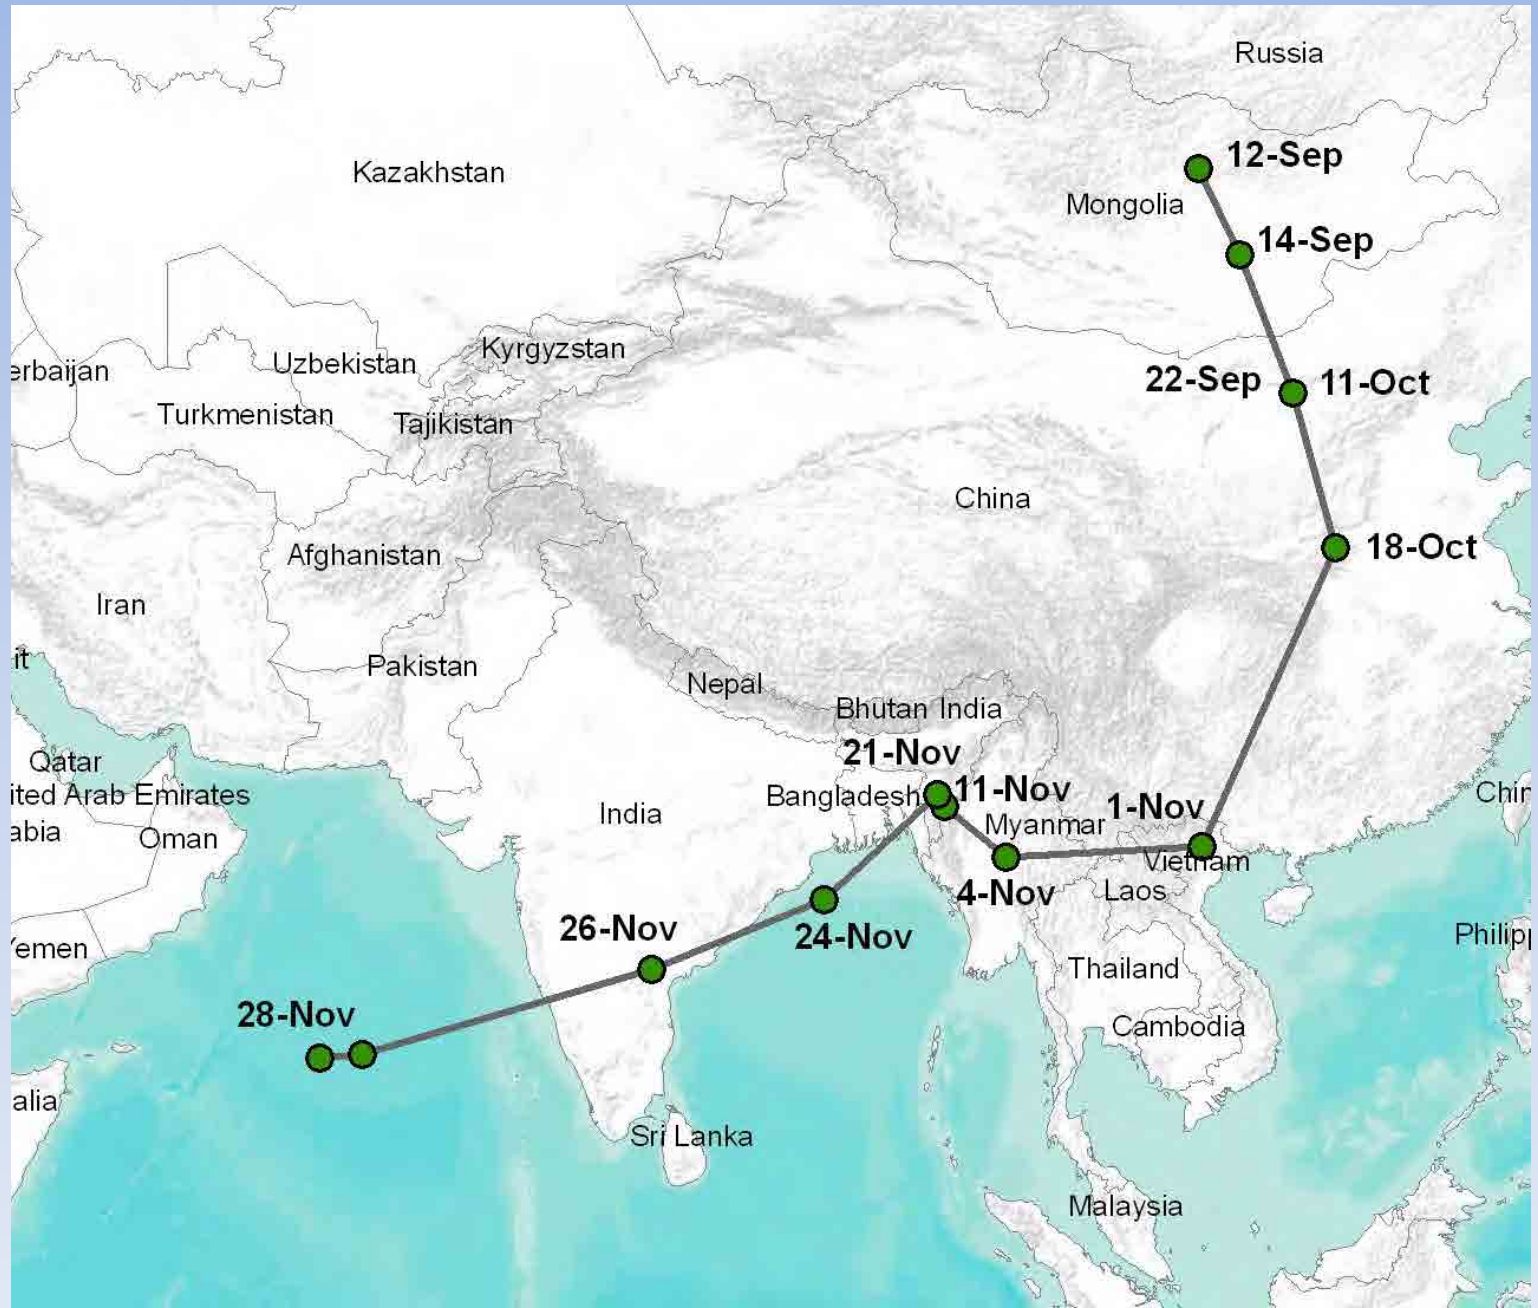 Russia
12-Sep
Kazakhstan
Mongolia
14-Sep
Kyrgyzstan
Uzbekistan
erbaijan
22-Sep
11-Oct
Turkmenistan
Tajikistan
China
18-Oct
Afghanistan
Iran
it
Pakistan
Nepal
Bhutan India
21-Nov
Qatar
11-Nov
ited Arab Emirates
Bangladesh
Chin
1-Nov
India
Myanmar
abia
Oman
Vietnam
4-Nov
Laos
26-Nov
24-Nov
Philipp
Yemen
Thailand
28-Nov
Cambodia
alia
Sri Lanka
Malaysia